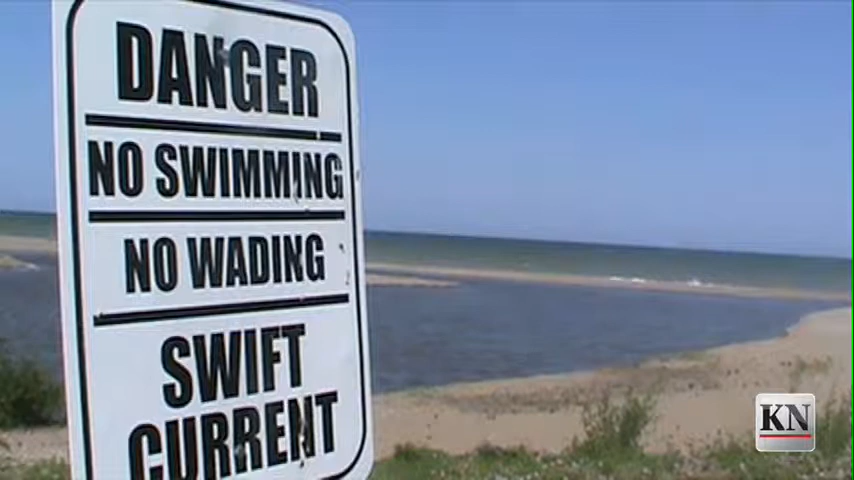 DANGER
NO SWIMMING
NO WADING
SWIFT
CURRENT
KN